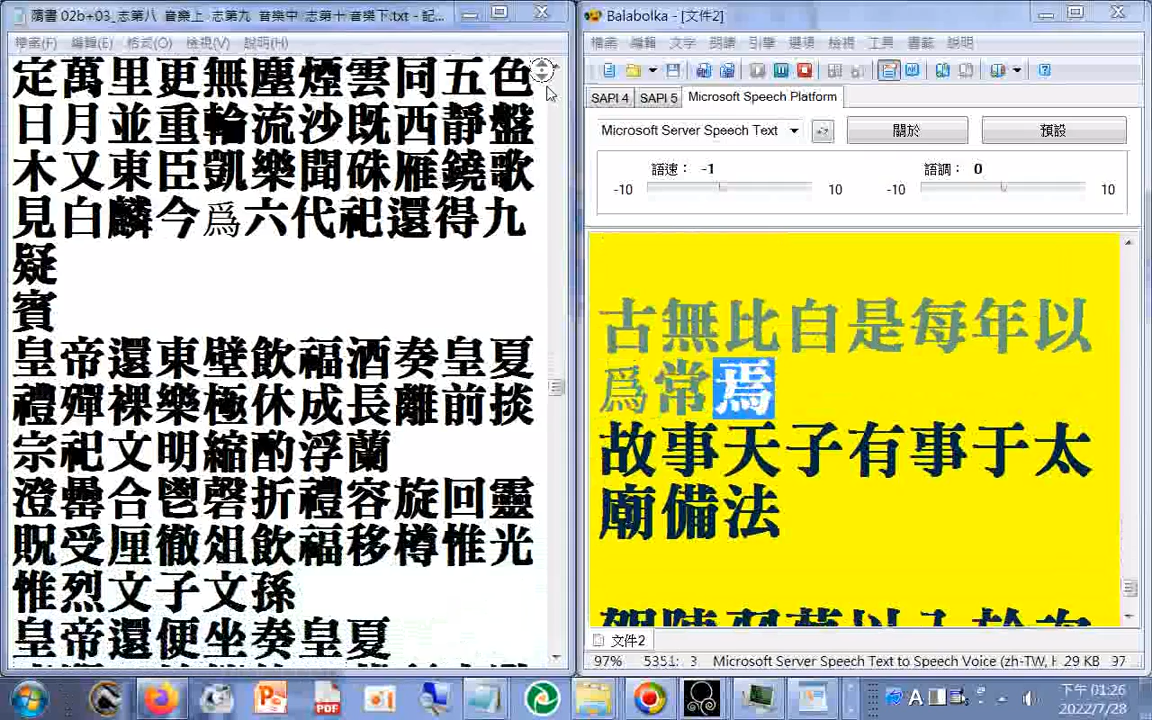 隋書 02b+03_志第八 音樂上 志第九 音樂中 志第十 音樂下.txt - 記...
檔案(F) 編輯(E) 格式(O) 檢視(V) 說明(H)
定萬里更無塵煙雲同五色
日月並重輪流沙既西靜盤
木又東臣凱樂聞硃雁鐃歌
見白麟今爲六代祀還得九
疑
賓
皇帝還東壁飲福酒奏皇夏
禮殫祼樂極休成長離前掞
宗祀文明縮酌浮蘭
澄罍合鬯磬折禮容旋回靈
貺受厘徹俎飲福移樽惟光
惟烈文子文孫
皇帝還便坐奏皇夏
Balabolka - [文件2]
檔案 編輯 文字 朗讀 引擎 選項 檢視 工具 書籤 說明
SAPI 4 SAPI 5 Microsoft Speech Platform
Microsoft Server Speech Text
關於
預設
語速： -1
語調： 0
-10 10 -10 10
古無比自是每年以
爲常焉
故事天子有事于太
廟備法
文件2
97% 5351: 3 Microsoft Server Speech Text to Speech Voice (zh-TW, H 29 KB 97
下午 01:26
2022/7/28